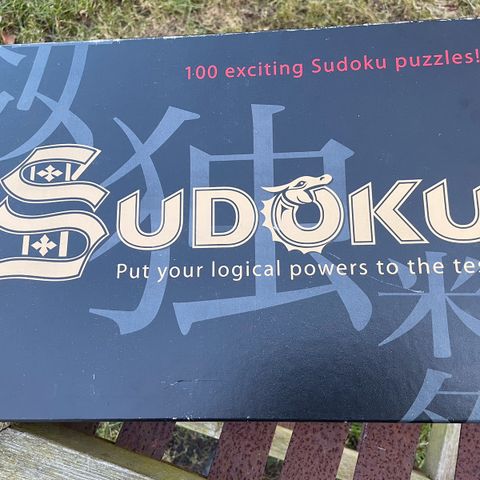 100 exciting Sudoku puzzles!
独
SUDOKU
Put your logical powers to the tes